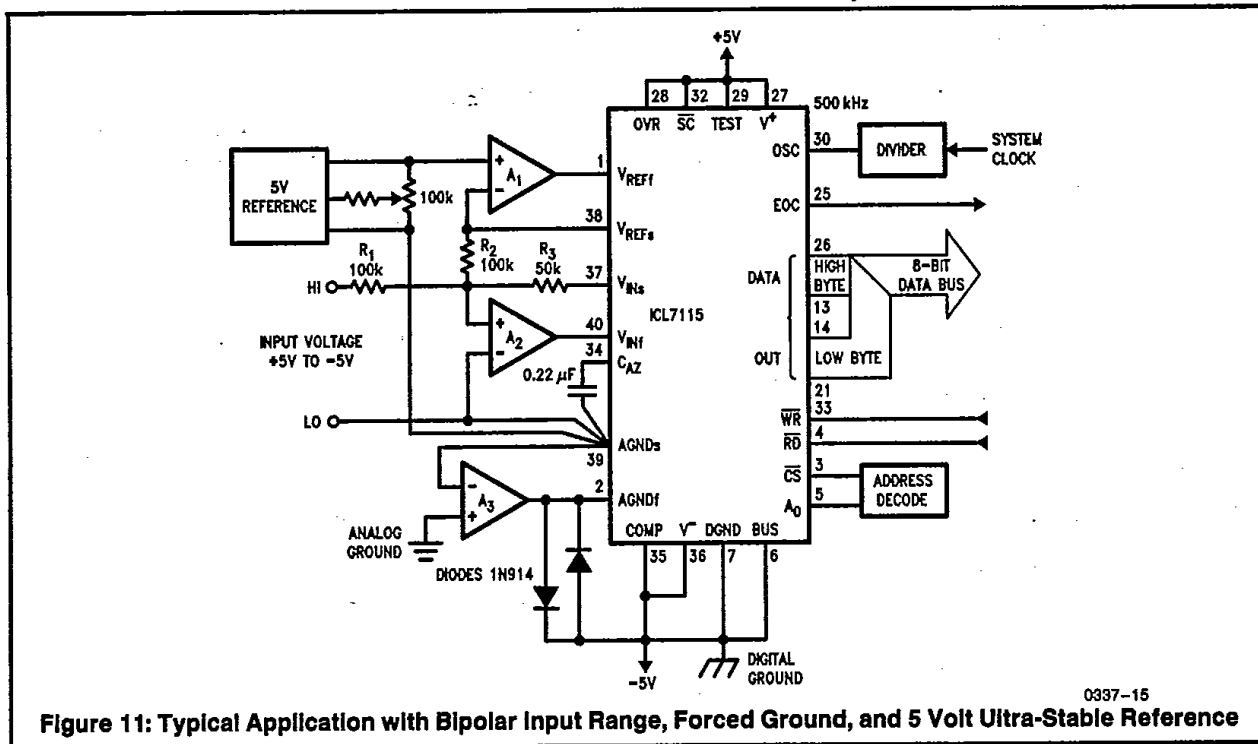 +5V
28 32 29 27
500 kHz
OVR SC TEST V+
OSC
30
DIVIDER
SYSTEM
CLOCK
5V
REFERENCE
100k
+
−
A1
1
VREFf
EOC
25
38
VREFs
R1
100k
R2
100k
R3
50k
37
VINs
HI
26
DATA
HIGH
BYTE
8-BIT
DATA BUS
13
14
ICL7115
INPUT VOLTAGE
+5V TO −5V
+
−
A2
40
VINf
34
CAZ
0.22 μF
OUT
LOW BYTE
21
LO
33
WR
4
RD
AGNDs
39
3
CS
5
A0
ADDRESS
DECODE
−
+
A3
2
AGNDf
ANALOG
GROUND
COMP V− DGND BUS
35 36 7 6
DIODES 1N914
−5V
DIGITAL
GROUND
0337–15
Figure 11: Typical Application with Bipolar Input Range, Forced Ground, and 5 Volt Ultra-Stable Reference